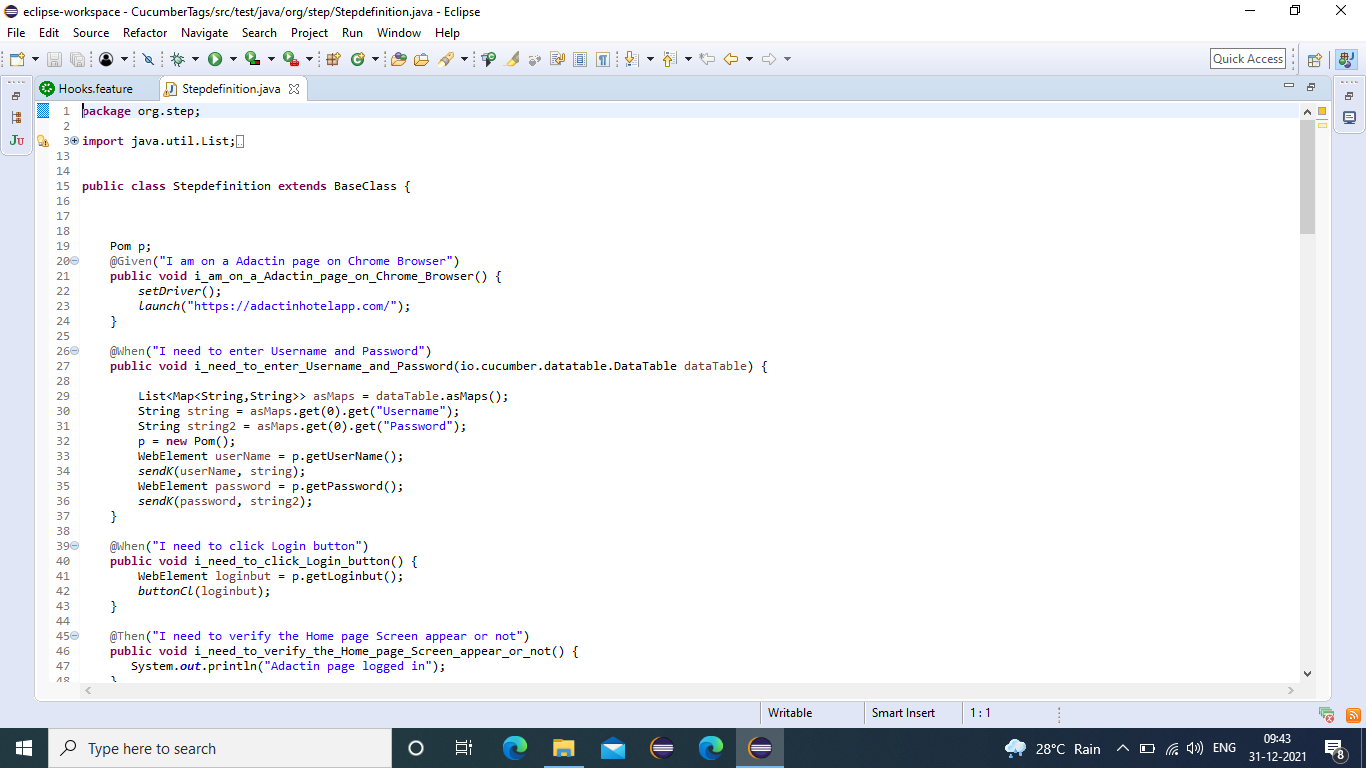 eclipse-workspace - CucumberTags/src/test/java/org/step/Stepdefinition.java - Eclipse
File Edit Source Refactor Navigate Search Project Run Window Help
Quick Access
Hooks.feature Stepdefinition.java
JU
1 package org.step;
2
3 import java.util.List;
13
14
15 public class Stepdefinition extends BaseClass {
16
17
18
19 Pom p;
20 @Given("I am on a Adactin page on Chrome Browser")
21 public void i_am_on_a_Adactin_page_on_Chrome_Browser() {
22 setDriver();
23 launch("https://adactinhotelapp.com/");
24 }
25
26 @When("I need to enter Username and Password")
27 public void i_need_to_enter_Username_and_Password(io.cucumber.datatable.DataTable dataTable) {
28
29 List<Map<String,String>> asMaps = dataTable.asMaps();
30 String string = asMaps.get(0).get("Username");
31 String string2 = asMaps.get(0).get("Password");
32 p = new Pom();
33 WebElement userName = p.getUserName();
34 sendK(userName, string);
35 WebElement password = p.getPassword();
36 sendK(password, string2);
37 }
38
39 @When("I need to click Login button")
40 public void i_need_to_click_Login_button() {
41 WebElement loginbut = p.getLoginbut();
42 buttonCl(loginbut);
43 }
44
45 @Then("I need to verify the Home page Screen appear or not")
46 public void i_need_to_verify_the_Home_page_Screen_appear_or_not() {
47 System.out.println("Adactin page logged in");
48 }
Writable Smart Insert 1 : 1
Type here to search
28°C Rain ENG 09:43
31-12-2021
8